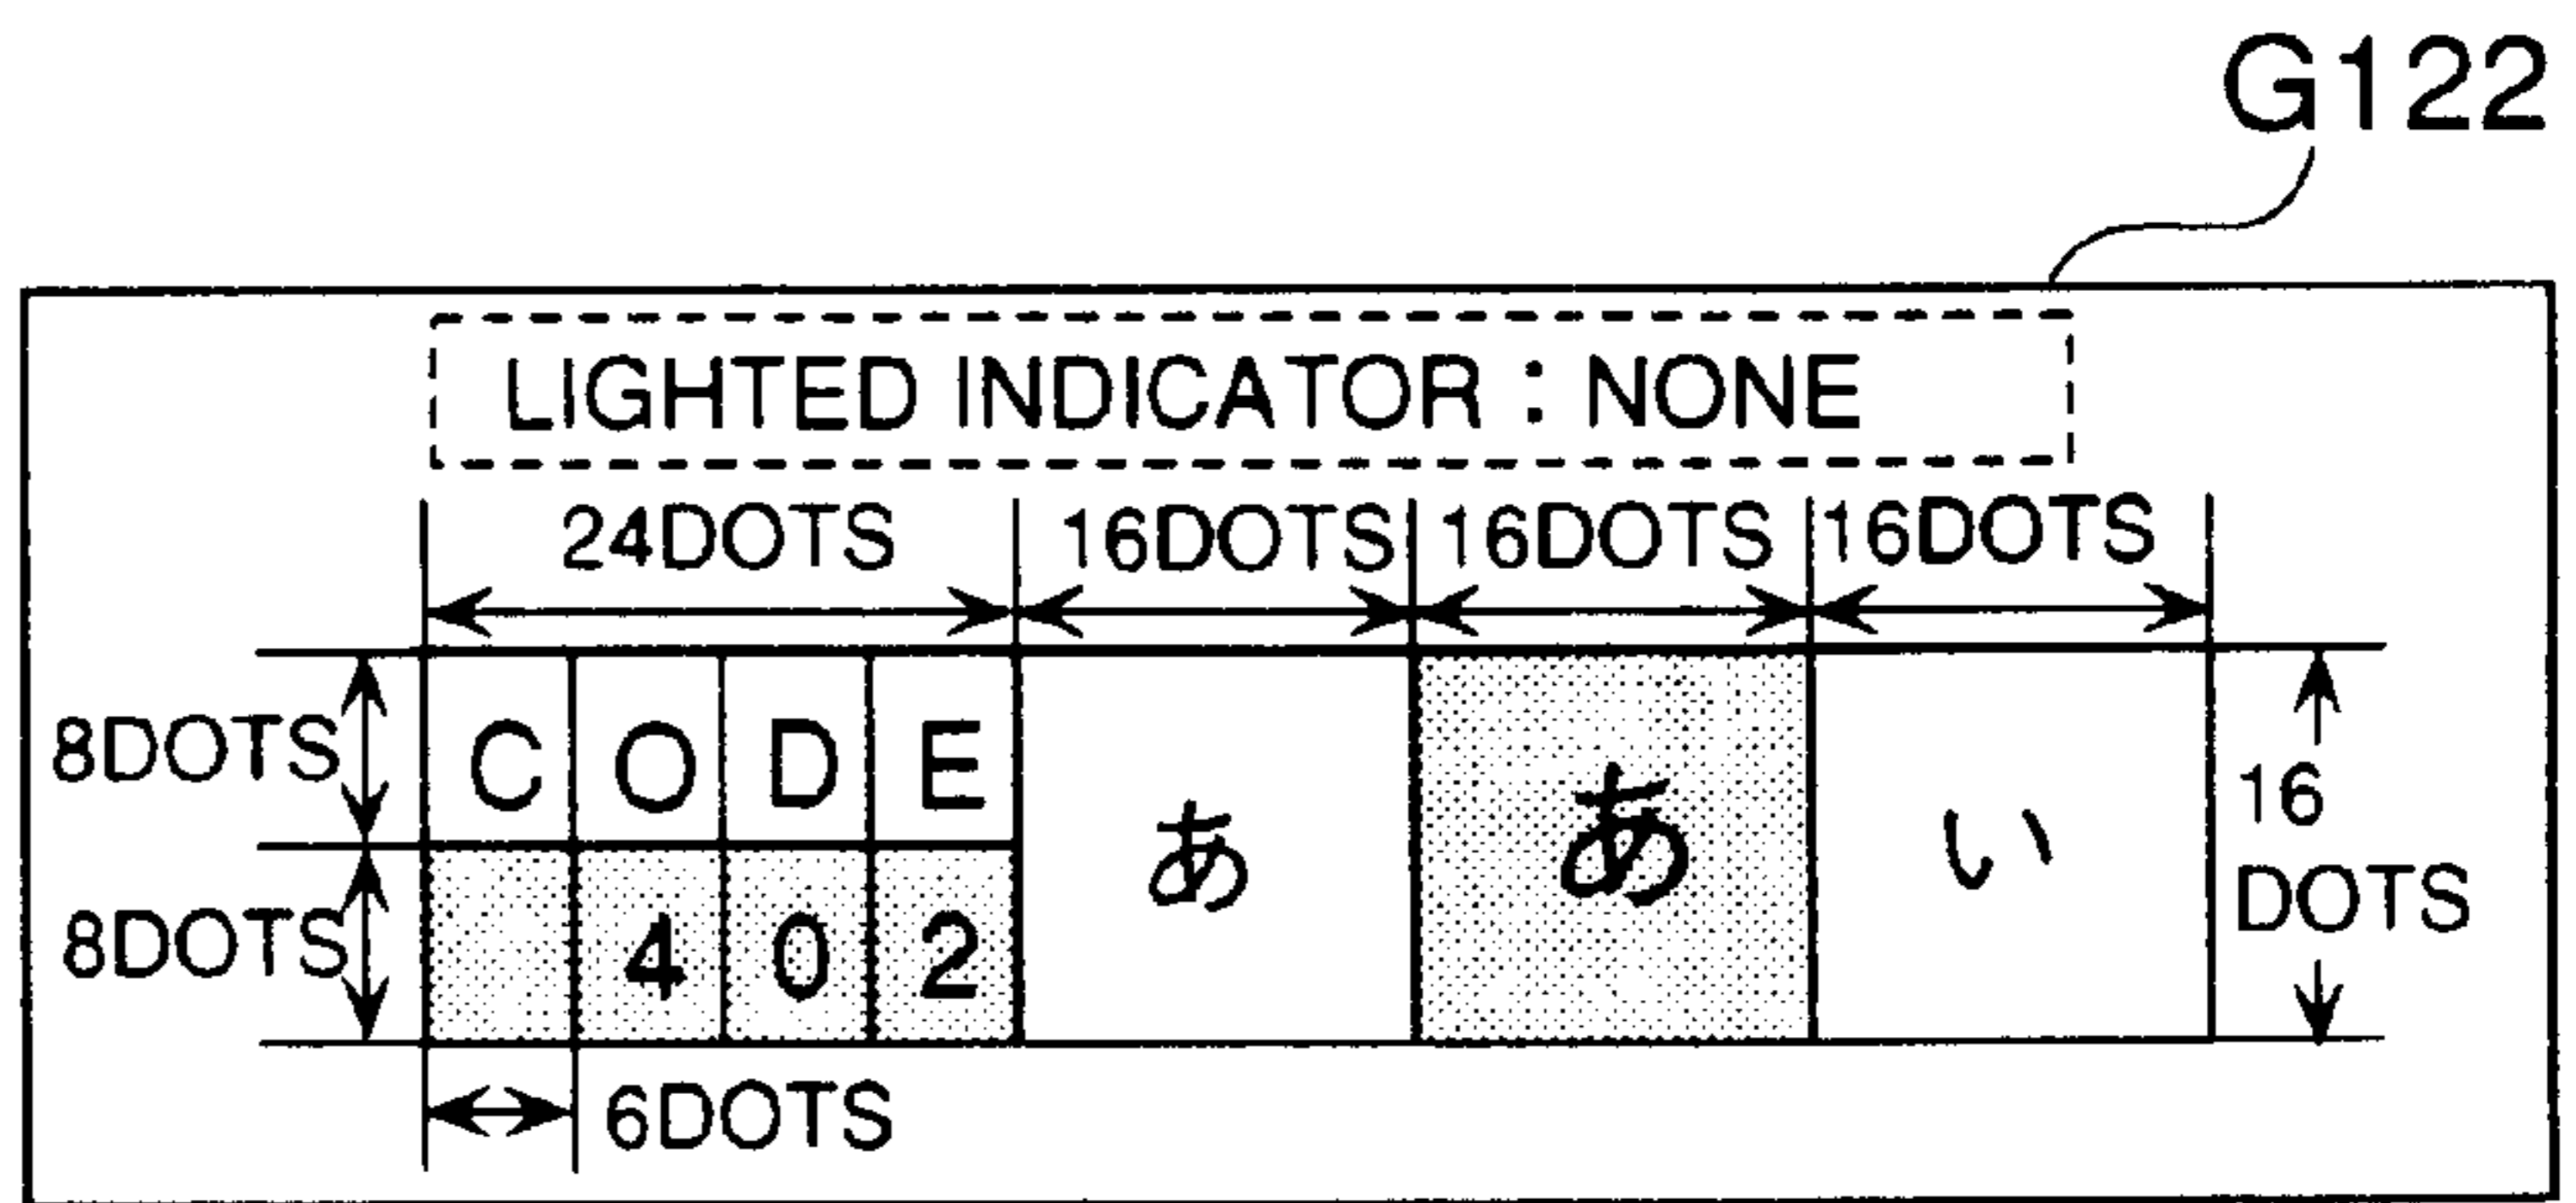 G122
LIGHTED INDICATOR : NONE
24DOTS 16DOTS 16DOTS 16DOTS
8DOTS C O D E あ あ い 16 DOTS
8DOTS 4 0 2
6DOTS